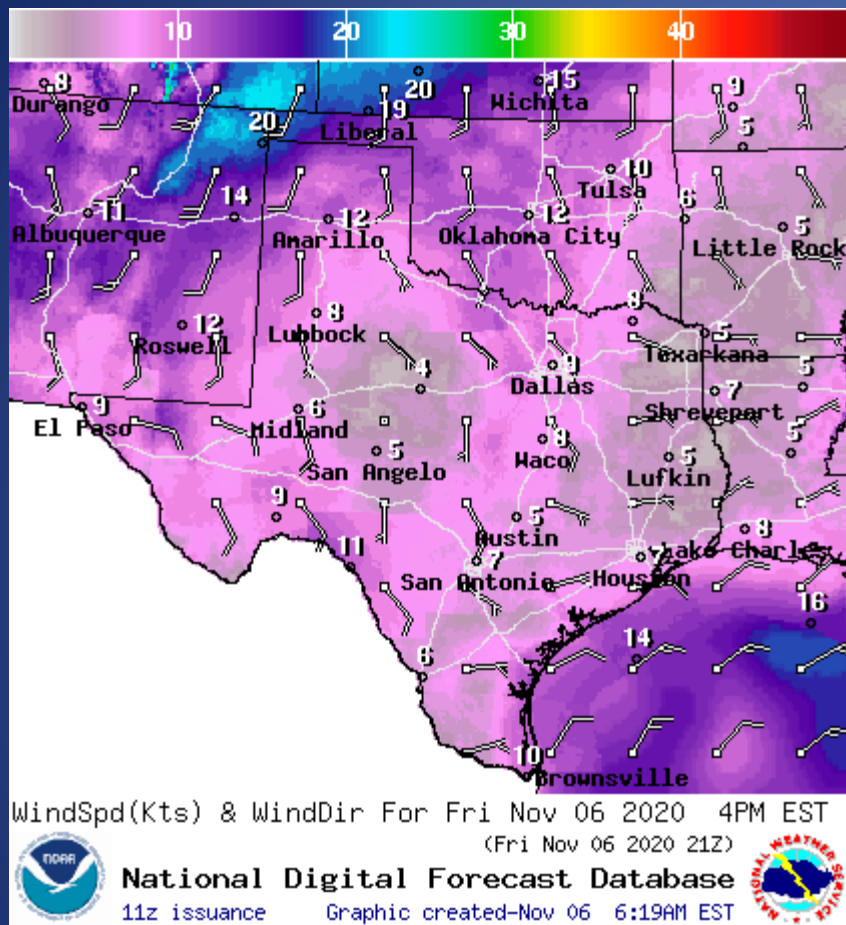 10 20 30 40
8 20 15 9
Durango 19 Wichita
20 Liberal 5
10
Tulsa
11 14 12 12 6 5
Albuquerque Amarillo Oklahoma City Little Rock
12 8 8
Roswell Lubbock 5
Texarkana
9 5
4 Dallas 7
9 6 Shreveport
El Paso Midland 8 5
5 Waco 5
San Angelo Lufkin
9 5 8
Austin Lake Charles
11 7 7
San Antonio Houston
16
14
6
10
Brownsville
WindSpd(Kts) & WindDir For Fri Nov 06 2020 4PM EST
(Fri Nov 06 2020 21Z)
NOAA
National Digital Forecast Database
11z issuance Graphic created-Nov 06 6:19AM EST
NATIONAL WEATHER SERVICE